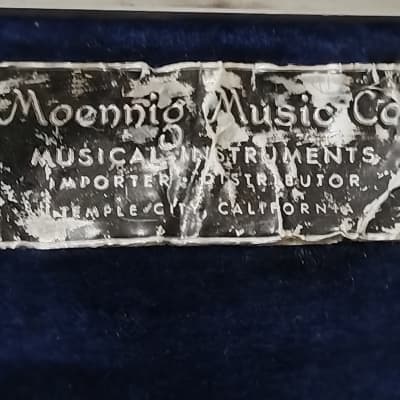 Moennig Music Co
MUSICAL INSTRUMENTS
IMPORTER · DISTRIBUTOR
TEMPLE CITY, CALIFORNIA